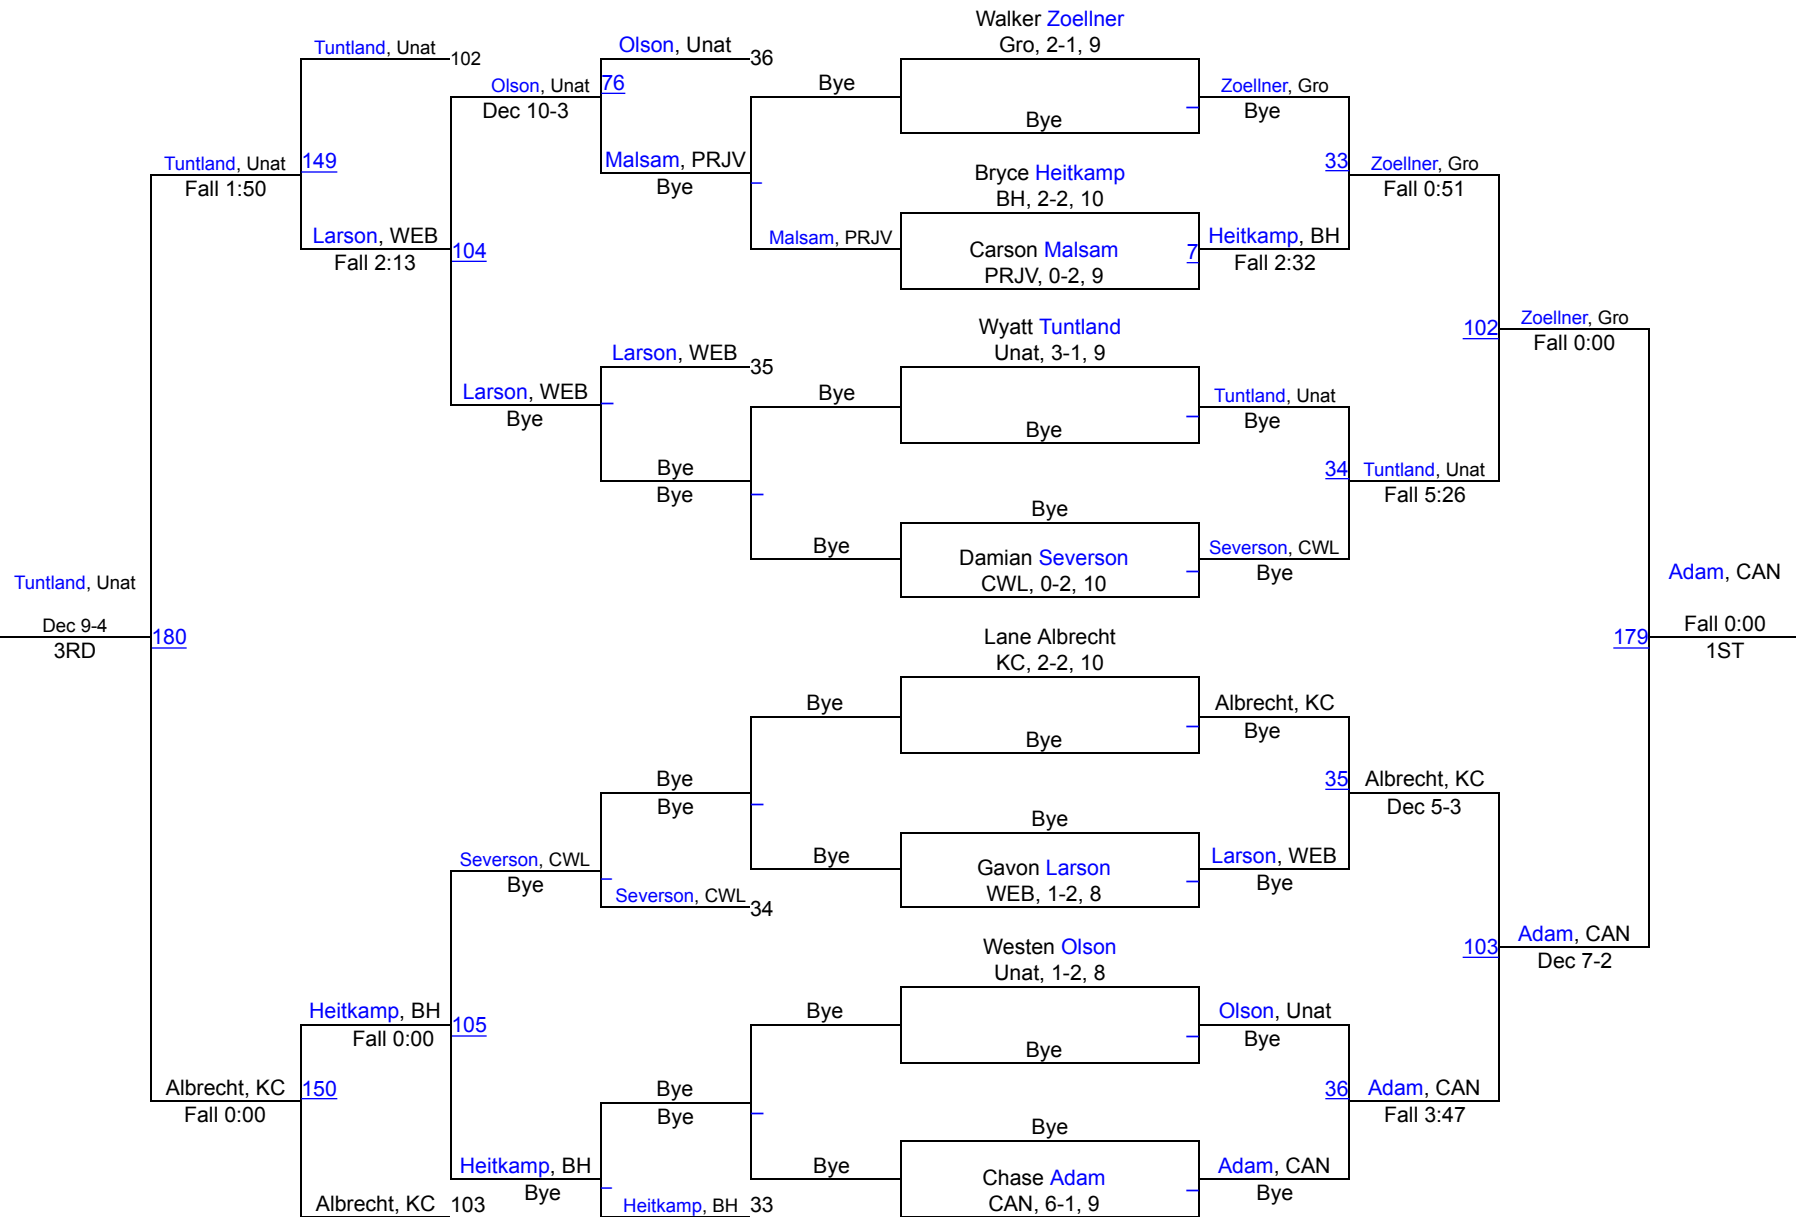 Walker Zoellner
Gro, 2-1, 9
Tuntland, Unat
102
Olson, Unat
36
Olson, Unat
76
Bye
Zoellner, Gro
Dec 10-3
Bye
Bye
Tuntland, Unat
149
Malsam, PRJV
Bryce Heitkamp
33
Zoellner, Gro
Fall 1:50
Bye
BH, 2-2, 10
Fall 0:51
Larson, WEB
104
Malsam, PRJV
Carson Malsam
7
Heitkamp, BH
Fall 2:13
PRJV, 0-2, 9
Fall 2:32
Wyatt Tuntland
102
Zoellner, Gro
Larson, WEB
35
Unat, 3-1, 9
Fall 0:00
Larson, WEB
Bye
Tuntland, Unat
Bye
Bye
Bye
Bye
34
Tuntland, Unat
Bye
Fall 5:26
Bye
Bye
Damian Severson
Severson, CWL
Tuntland, Unat
CWL, 0-2, 10
Bye
Adam, CAN
Dec 9-4
180
Lane Albrecht
179
Fall 0:00
3RD
KC, 2-2, 10
1ST
Bye
Albrecht, KC
Bye
Bye
Bye
35
Albrecht, KC
Bye
Dec 5-3
Bye
Severson, CWL
Bye
Gavon Larson
Larson, WEB
Bye
Severson, CWL
34
WEB, 1-2, 8
Bye
Westen Olson
103
Adam, CAN
Unat, 1-2, 8
Dec 7-2
Heitkamp, BH
105
Bye
Olson, Unat
Fall 0:00
Bye
Bye
Albrecht, KC
150
Bye
36
Adam, CAN
Fall 0:00
Bye
Fall 3:47
Bye
Heitkamp, BH
Bye
Chase Adam
Adam, CAN
Bye
CAN, 6-1, 9
Bye
Albrecht, KC
103
Heitkamp, BH
33